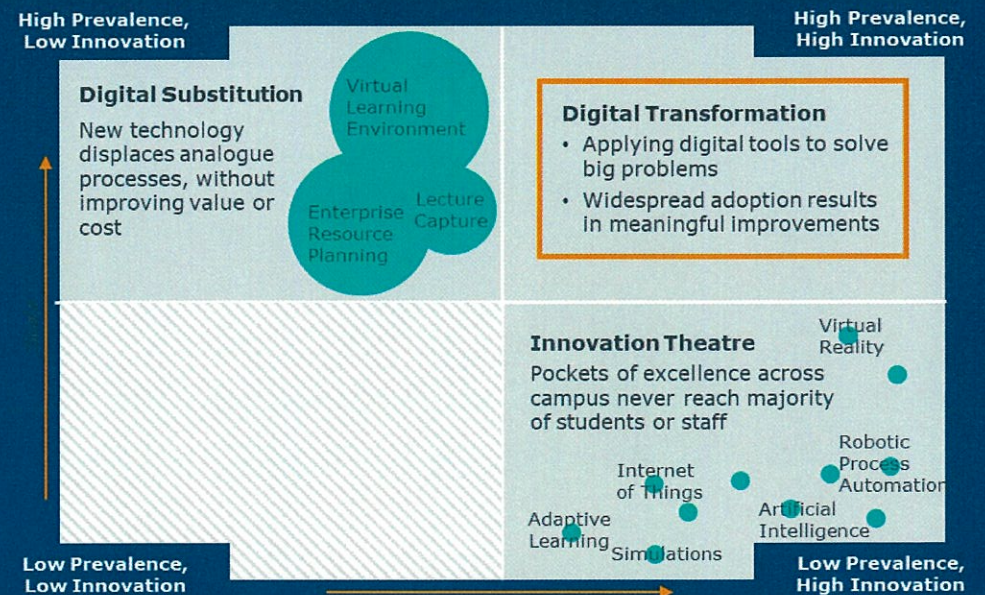 High Prevalence,
Low Innovation
High Prevalence,
High Innovation
Digital Substitution
New technology
displaces analogue
processes, without
improving value or
cost
Virtual
Learning
Environment
Enterprise
Resource
Planning
Lecture
Capture
Digital Transformation
• Applying digital tools to solve
big problems
• Widespread adoption results
in meaningful improvements
Innovation Theatre
Pockets of excellence across
campus never reach majority
of students or staff
Virtual
Reality
Robotic
Process
Automation
Internet
of Things
Artificial
Intelligence
Adaptive
Learning
Simulations
Low Prevalence,
Low Innovation
Low Prevalence,
High Innovation